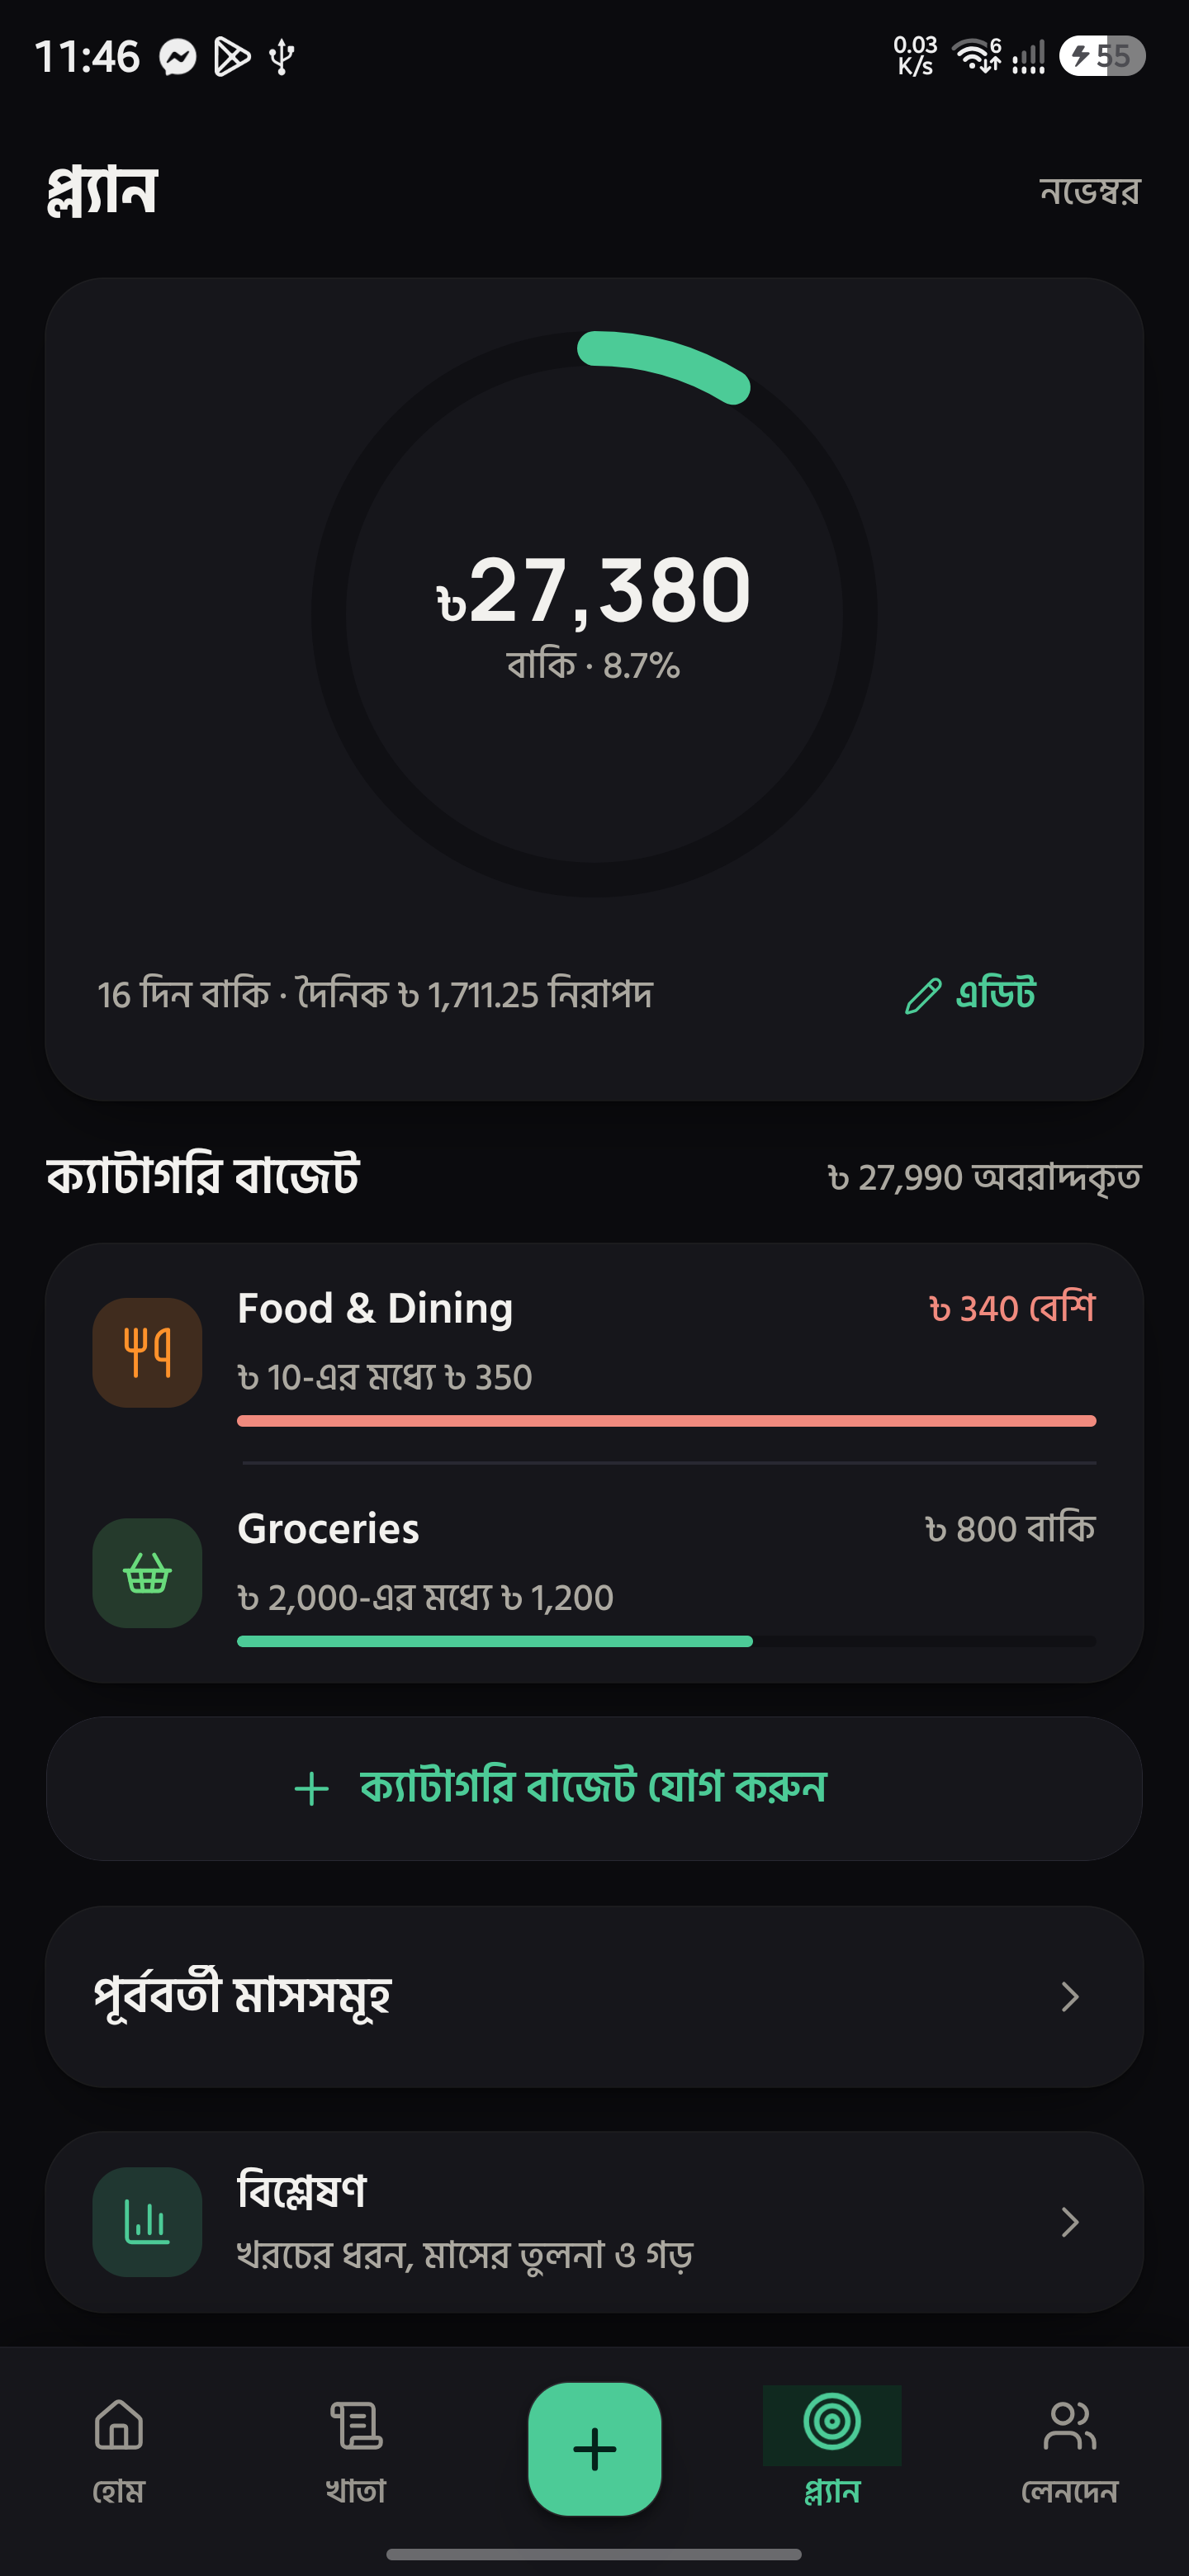 11:46
0.03 K/s
6
55
প্ল্যান
নভেম্বর
৳27,380
বাকি · 8.7%
16 দিন বাকি · দৈনিক ৳ 1,711.25 নিরাপদ
এডিট
ক্যাটাগরি বাজেট
৳ 27,990 অবরাদ্দকৃত
Food & Dining
৳ 340 বেশি
৳ 10-এর মধ্যে ৳ 350
Groceries
৳ 800 বাকি
৳ 2,000-এর মধ্যে ৳ 1,200
ক্যাটাগরি বাজেট যোগ করুন
পূর্ববর্তী মাসসমূহ
বিশ্লেষণ
খরচের ধরন, মাসের তুলনা ও গড়
হোম
খাতা
প্ল্যান
লেনদেন